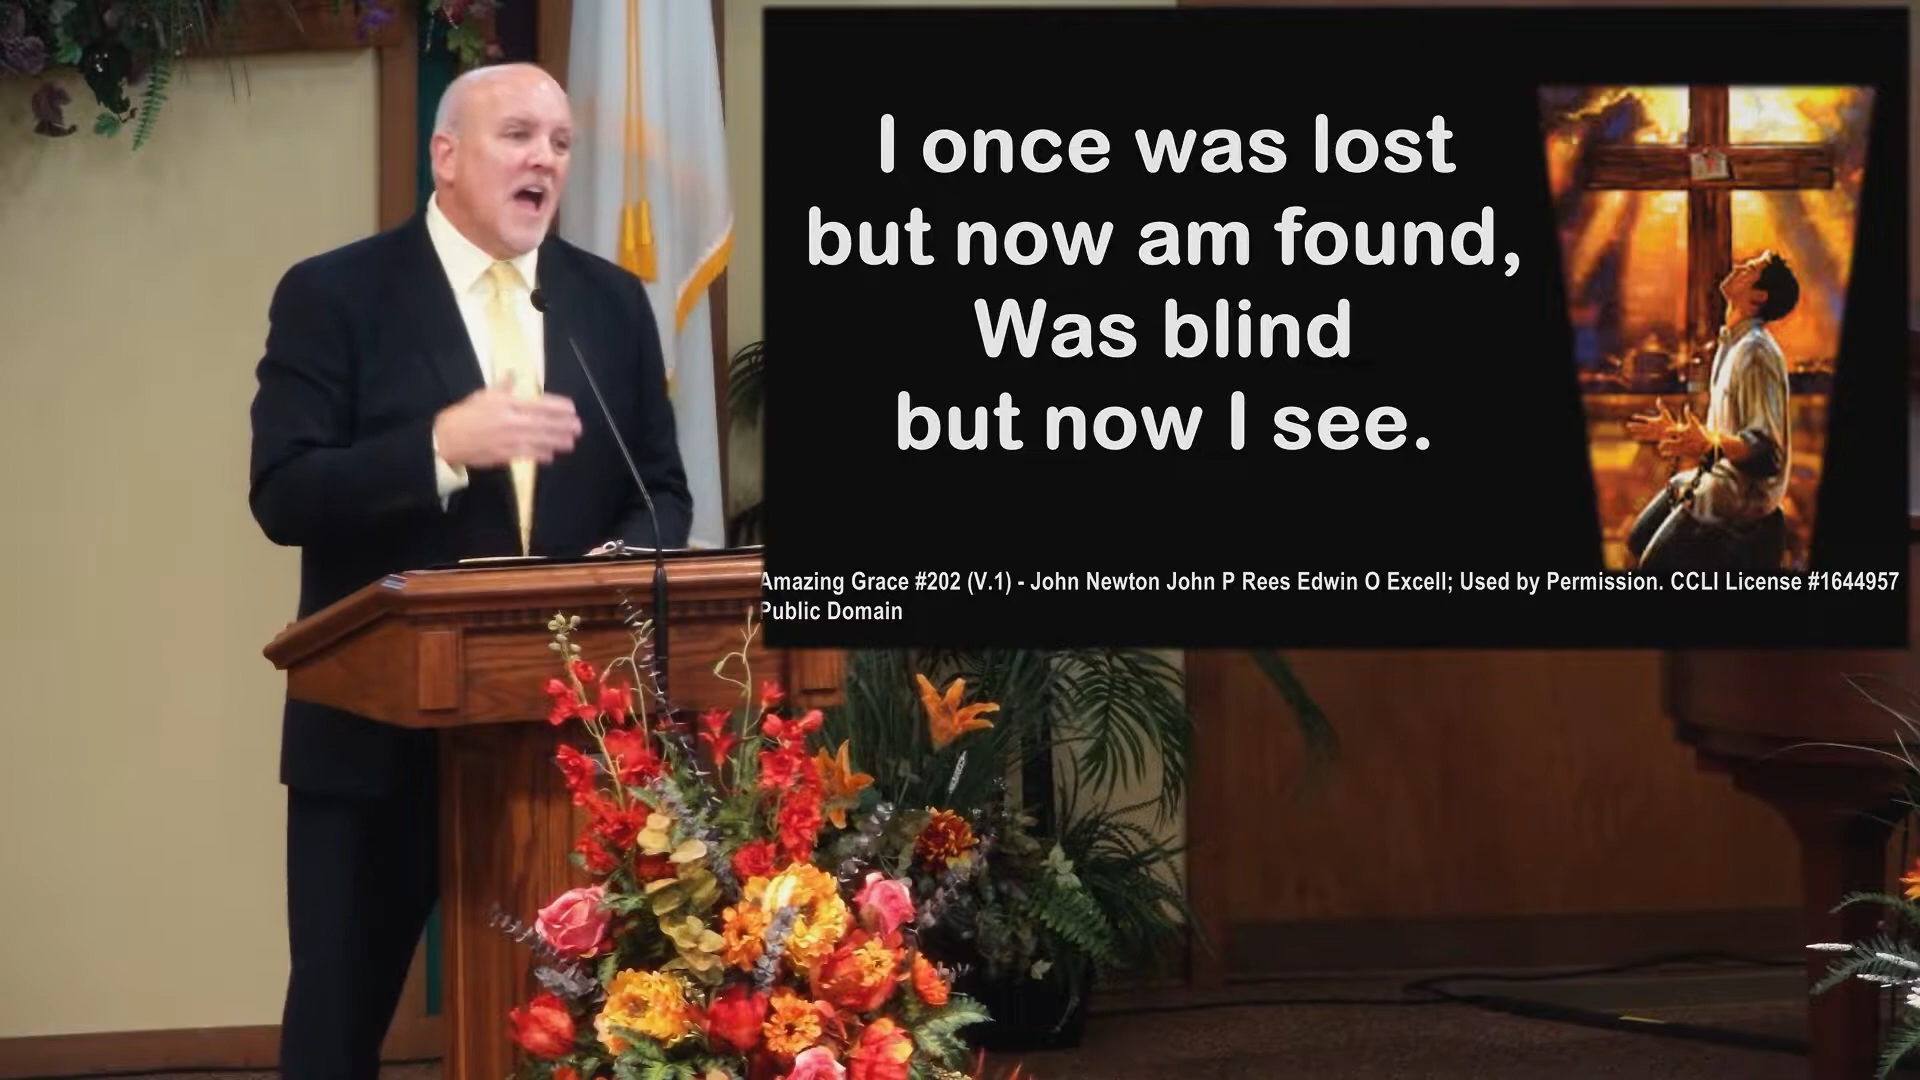 I once was lost
but now am found,
Was blind
but now I see.
Amazing Grace #202 (V.1) - John Newton John P Rees Edwin O Excell; Used by Permission. CCLI License #1644957
Public Domain